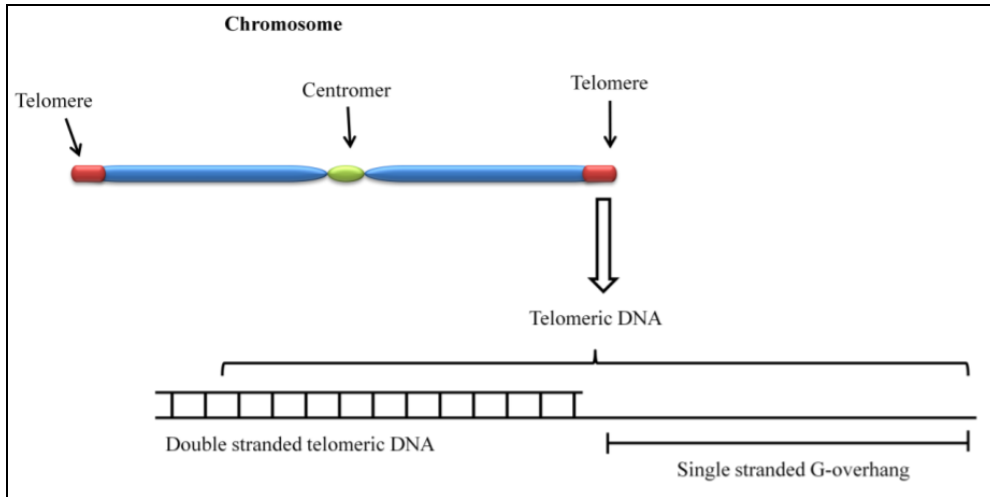 Chromosome
Telomere
Centromer
Telomere
Telomeric DNA
Double stranded telomeric DNA
Single stranded G-overhang